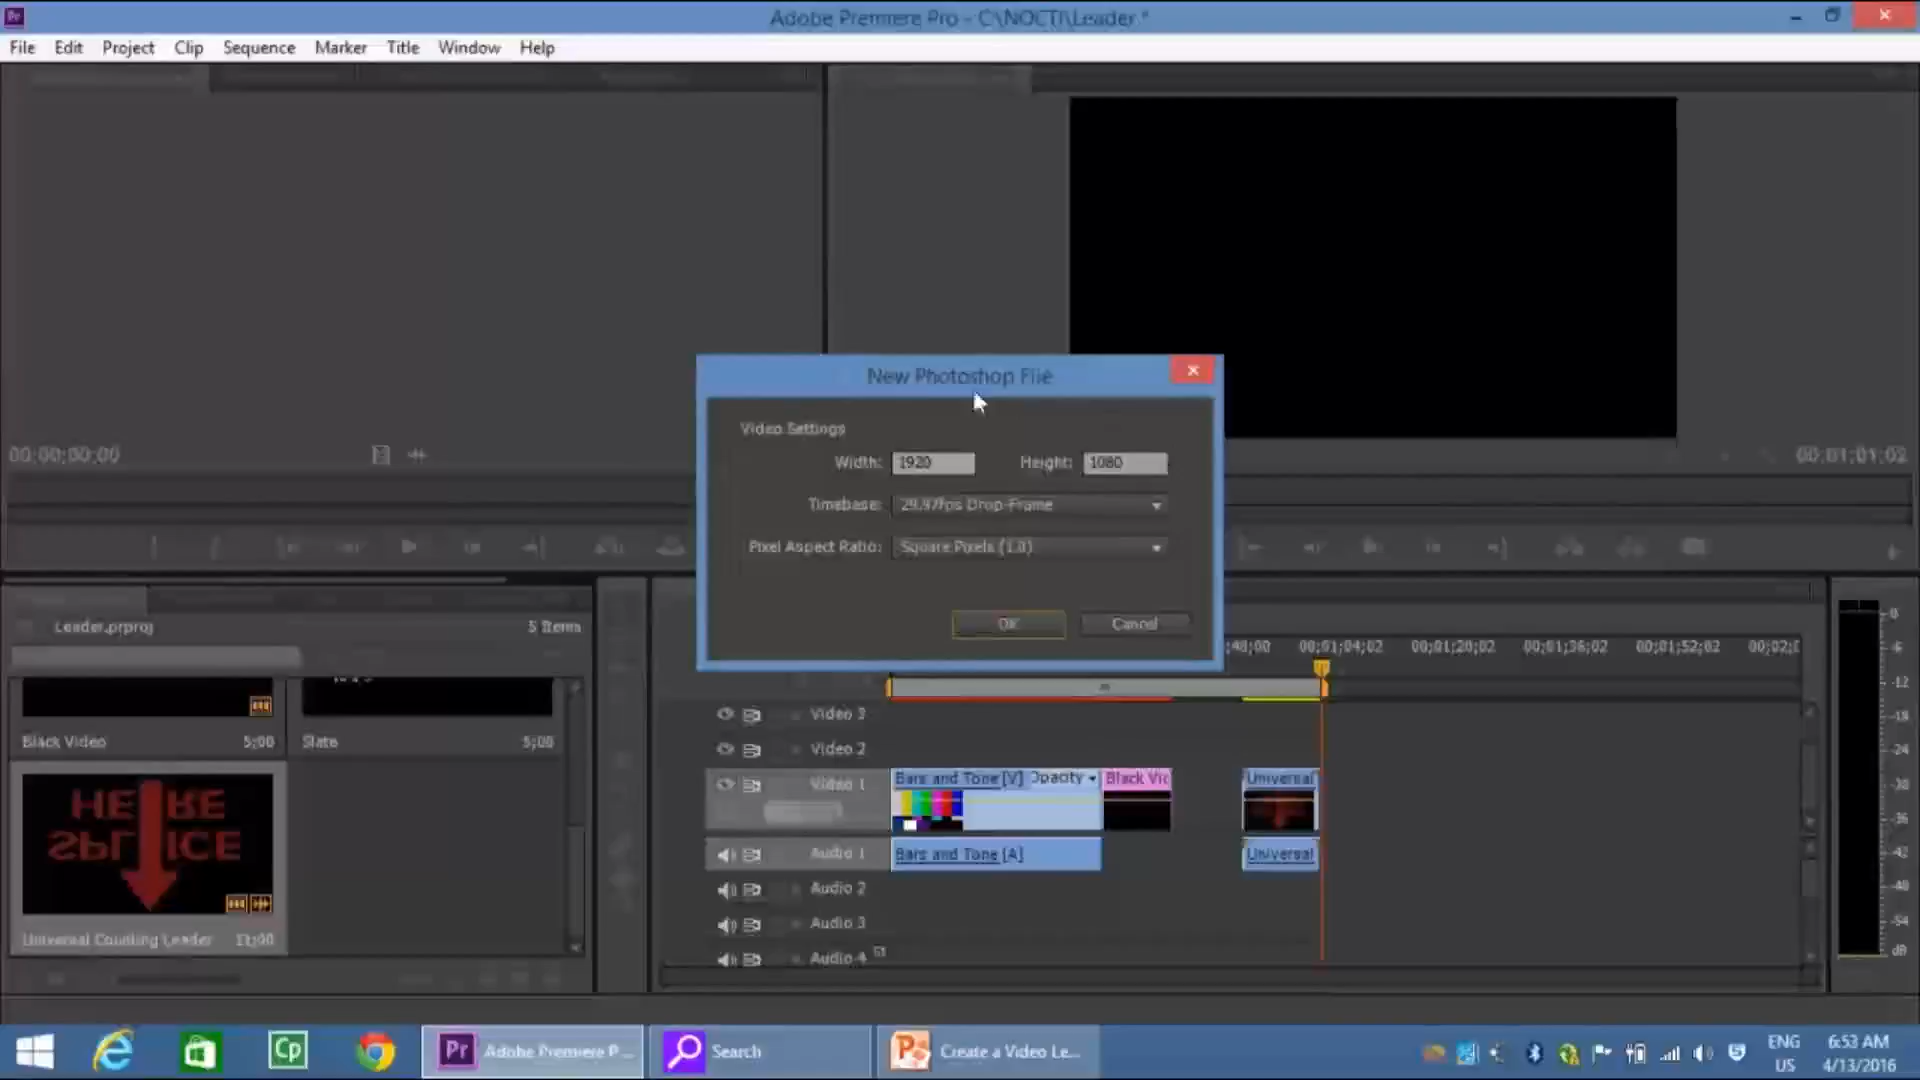 Pr
Adobe Premiere Pro - C:\NOCTI\Leader *
File Edit Project Clip Sequence Marker Title Window Help
New Photoshop File
Video Settings
Width: 1920 Height: 1080
Timebase: 29.97fps Drop-Frame
Pixel Aspect Ratio: Square Pixels (1.0)
OK Cancel
00;00;00;00
00;01;01;02
Leader.prproj 5 Items
Black Video 5;00
Slate 5;00
HERE
SPLICE
Universal Counting Leader 11;00
;48;00 00;01;04;02 00;01;20;02 00;01;36;02 00;01;52;02 00;02;0
Video 3
Video 2
Video 1
Bars and Tone [V] Opacity Black Vic Universal
Audio 1
Bars and Tone [A] Universal
Audio 2
Audio 3
Audio 4
0
-6
-12
-18
-24
-30
-36
-42
-48
-54
dB
Cp
Pr Adobe Premiere P...
Search
Create a Video Le...
ENG
US
6:53 AM
4/13/2016